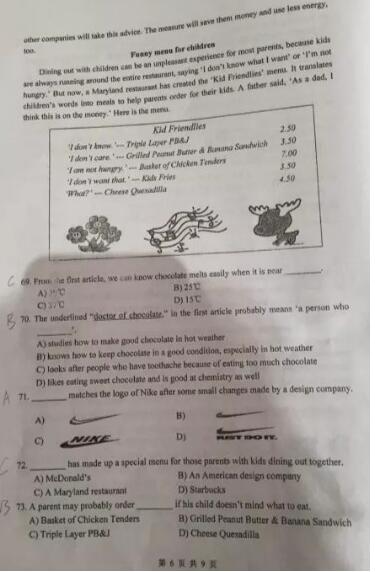 other companies will take this advice. The measure will save them money and use less energy,
too.
Funny menu for children
Dining out with children can be an unpleasant experience for most parents, because kids
are always running around the entire restaurant, saying 'I don't know what I want' or 'I'm not
hungry.' But now, a Maryland restaurant has created the 'Kid Friendlies' menu. It translates
children's words into meals to help parents order for their kids. A father said, 'As a dad, I
think this is on the money.' Here is the menu.
Kid Friendlies
'I don't know.' --- Triple Layer PB&J 2.50
'I don't care.' --- Grilled Peanut Butter & Banana Sandwich 3.50
'I am not hungry.' --- Basket of Chicken Tenders 7.00
'I don't want that.' --- Kids Fries 3.50
'What?' --- Cheese Quesadilla 4.50
C 69. From the first article, we can know chocolate melts easily when it is near ______.
A) ℃ B) 25℃
C) ℃ D) 15℃
B 70. The underlined "doctor of chocolate," in the first article probably means 'a person who
______'.
A) studies how to make good chocolate in hot weather
B) knows how to keep chocolate in a good condition, especially in hot weather
C) looks after people who have toothache because of eating too much chocolate
D) likes eating sweet chocolate and is good at chemistry as well
A 71. ______ matches the logo of Nike after some small changes made by a design company.
A) B)
C) NIKE D) JUST DO IT.
C 72. ______ has made up a special menu for those parents with kids dining out together.
A) McDonald's B) An American design company
C) A Maryland restaurant D) Starbucks
B 73. A parent may probably order ______ if his child doesn't mind what to eat.
A) Basket of Chicken Tenders B) Grilled Peanut Butter & Banana Sandwich
C) Triple Layer PB&J D) Cheese Quesadilla
第 6 页 共 9 页